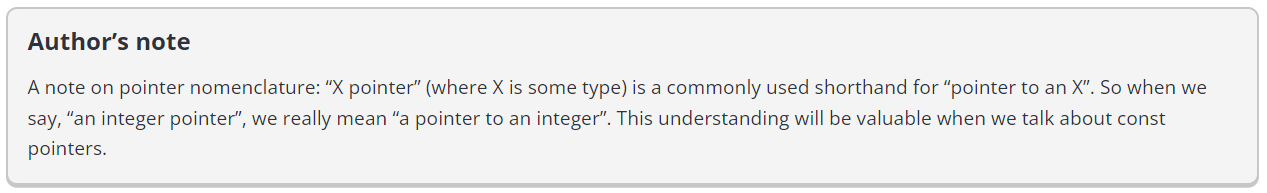 Author’s note
A note on pointer nomenclature: “X pointer” (where X is some type) is a commonly used shorthand for “pointer to an X”. So when we
say, “an integer pointer”, we really mean “a pointer to an integer”. This understanding will be valuable when we talk about const
pointers.